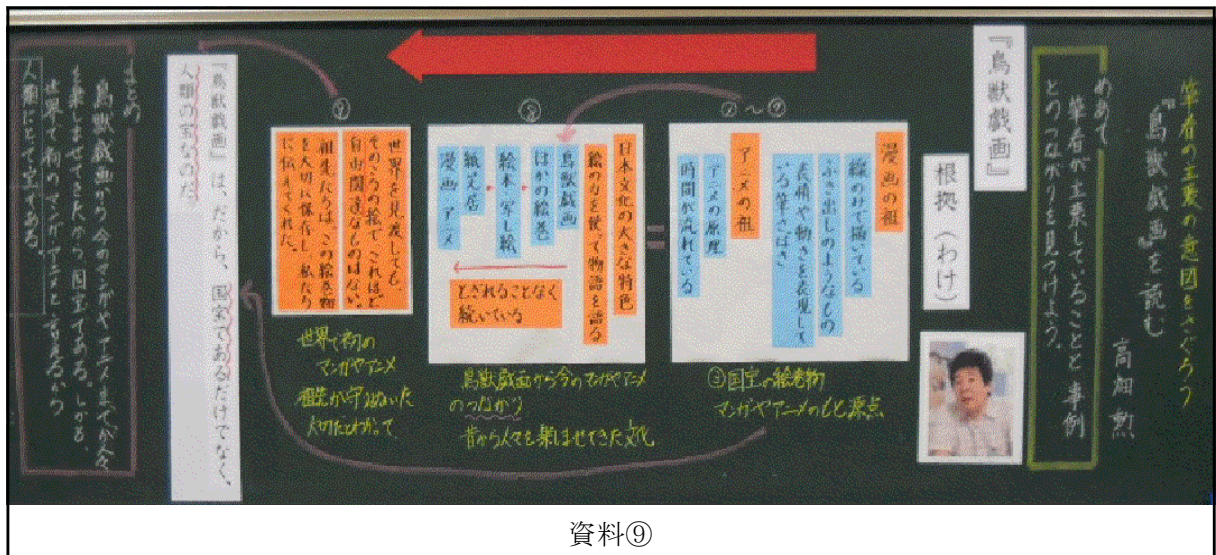 筆者の主張の意図をさぐろう
『鳥獣戯画』を読む
高畑 勲
めあて
筆者が主張していることと事例
とのつながりを見つけよう。
『鳥獣戯画』
根拠（わけ）
②～⑦
漫画の祖
線のみで描いている
ふき出しのようなもの
表情や物さを表現して
いる筆さばき
アニメの祖
アニメの原理
時間が流れている
③国宝の絵巻物
マンガやアニメのもと 源点
＝
⑧
日本文化の大きな特色
絵の力を使って物語を語る
鳥獣戯画
ほかの絵巻
絵本・写し絵
紙芝居
漫画・アニメ
とぎれることなく
続いている
鳥獣戯画から今のマンガやアニメ
のつながり
昔から人々を楽しませてきた文化
⑨
世界を見渡しても、
そのころの絵で、これほど
自由闊達なものはない。
祖先たちは、この絵巻物
を大切に保存し、私たち
に伝えてくれた。
世界で初の
マンガやアニメ
祖先が守りぬいた
大切だとわかって
『鳥獣戯画』は、だから、国宝であるだけでなく、
人類の宝なのだ。
まとめ
鳥獣戯画から今のマンガやアニメまでが人々
を楽しませてきたから、国宝である。しかも、
世界で初のマンガやアニメと言えるから
人類にとって宝である。
資料⑨